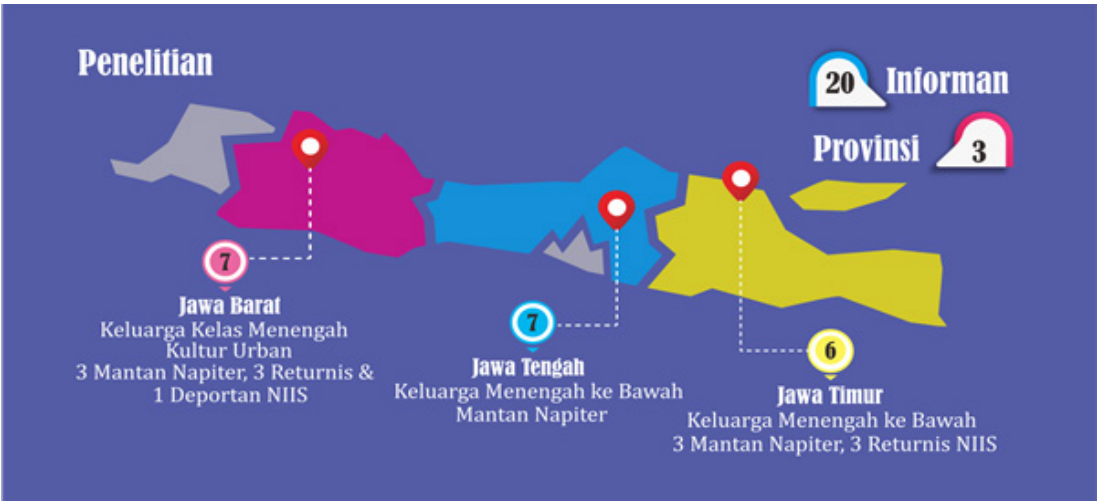 Penelitian
20 Informan
Provinsi 3
7
Jawa Barat
Keluarga Kelas Menengah
Kultur Urban
3 Mantan Napiter, 3 Returnis &
1 Deportan NIIS
7
Jawa Tengah
Keluarga Menengah ke Bawah
Mantan Napiter
6
Jawa Timur
Keluarga Menengah ke Bawah
3 Mantan Napiter, 3 Returnis NIIS